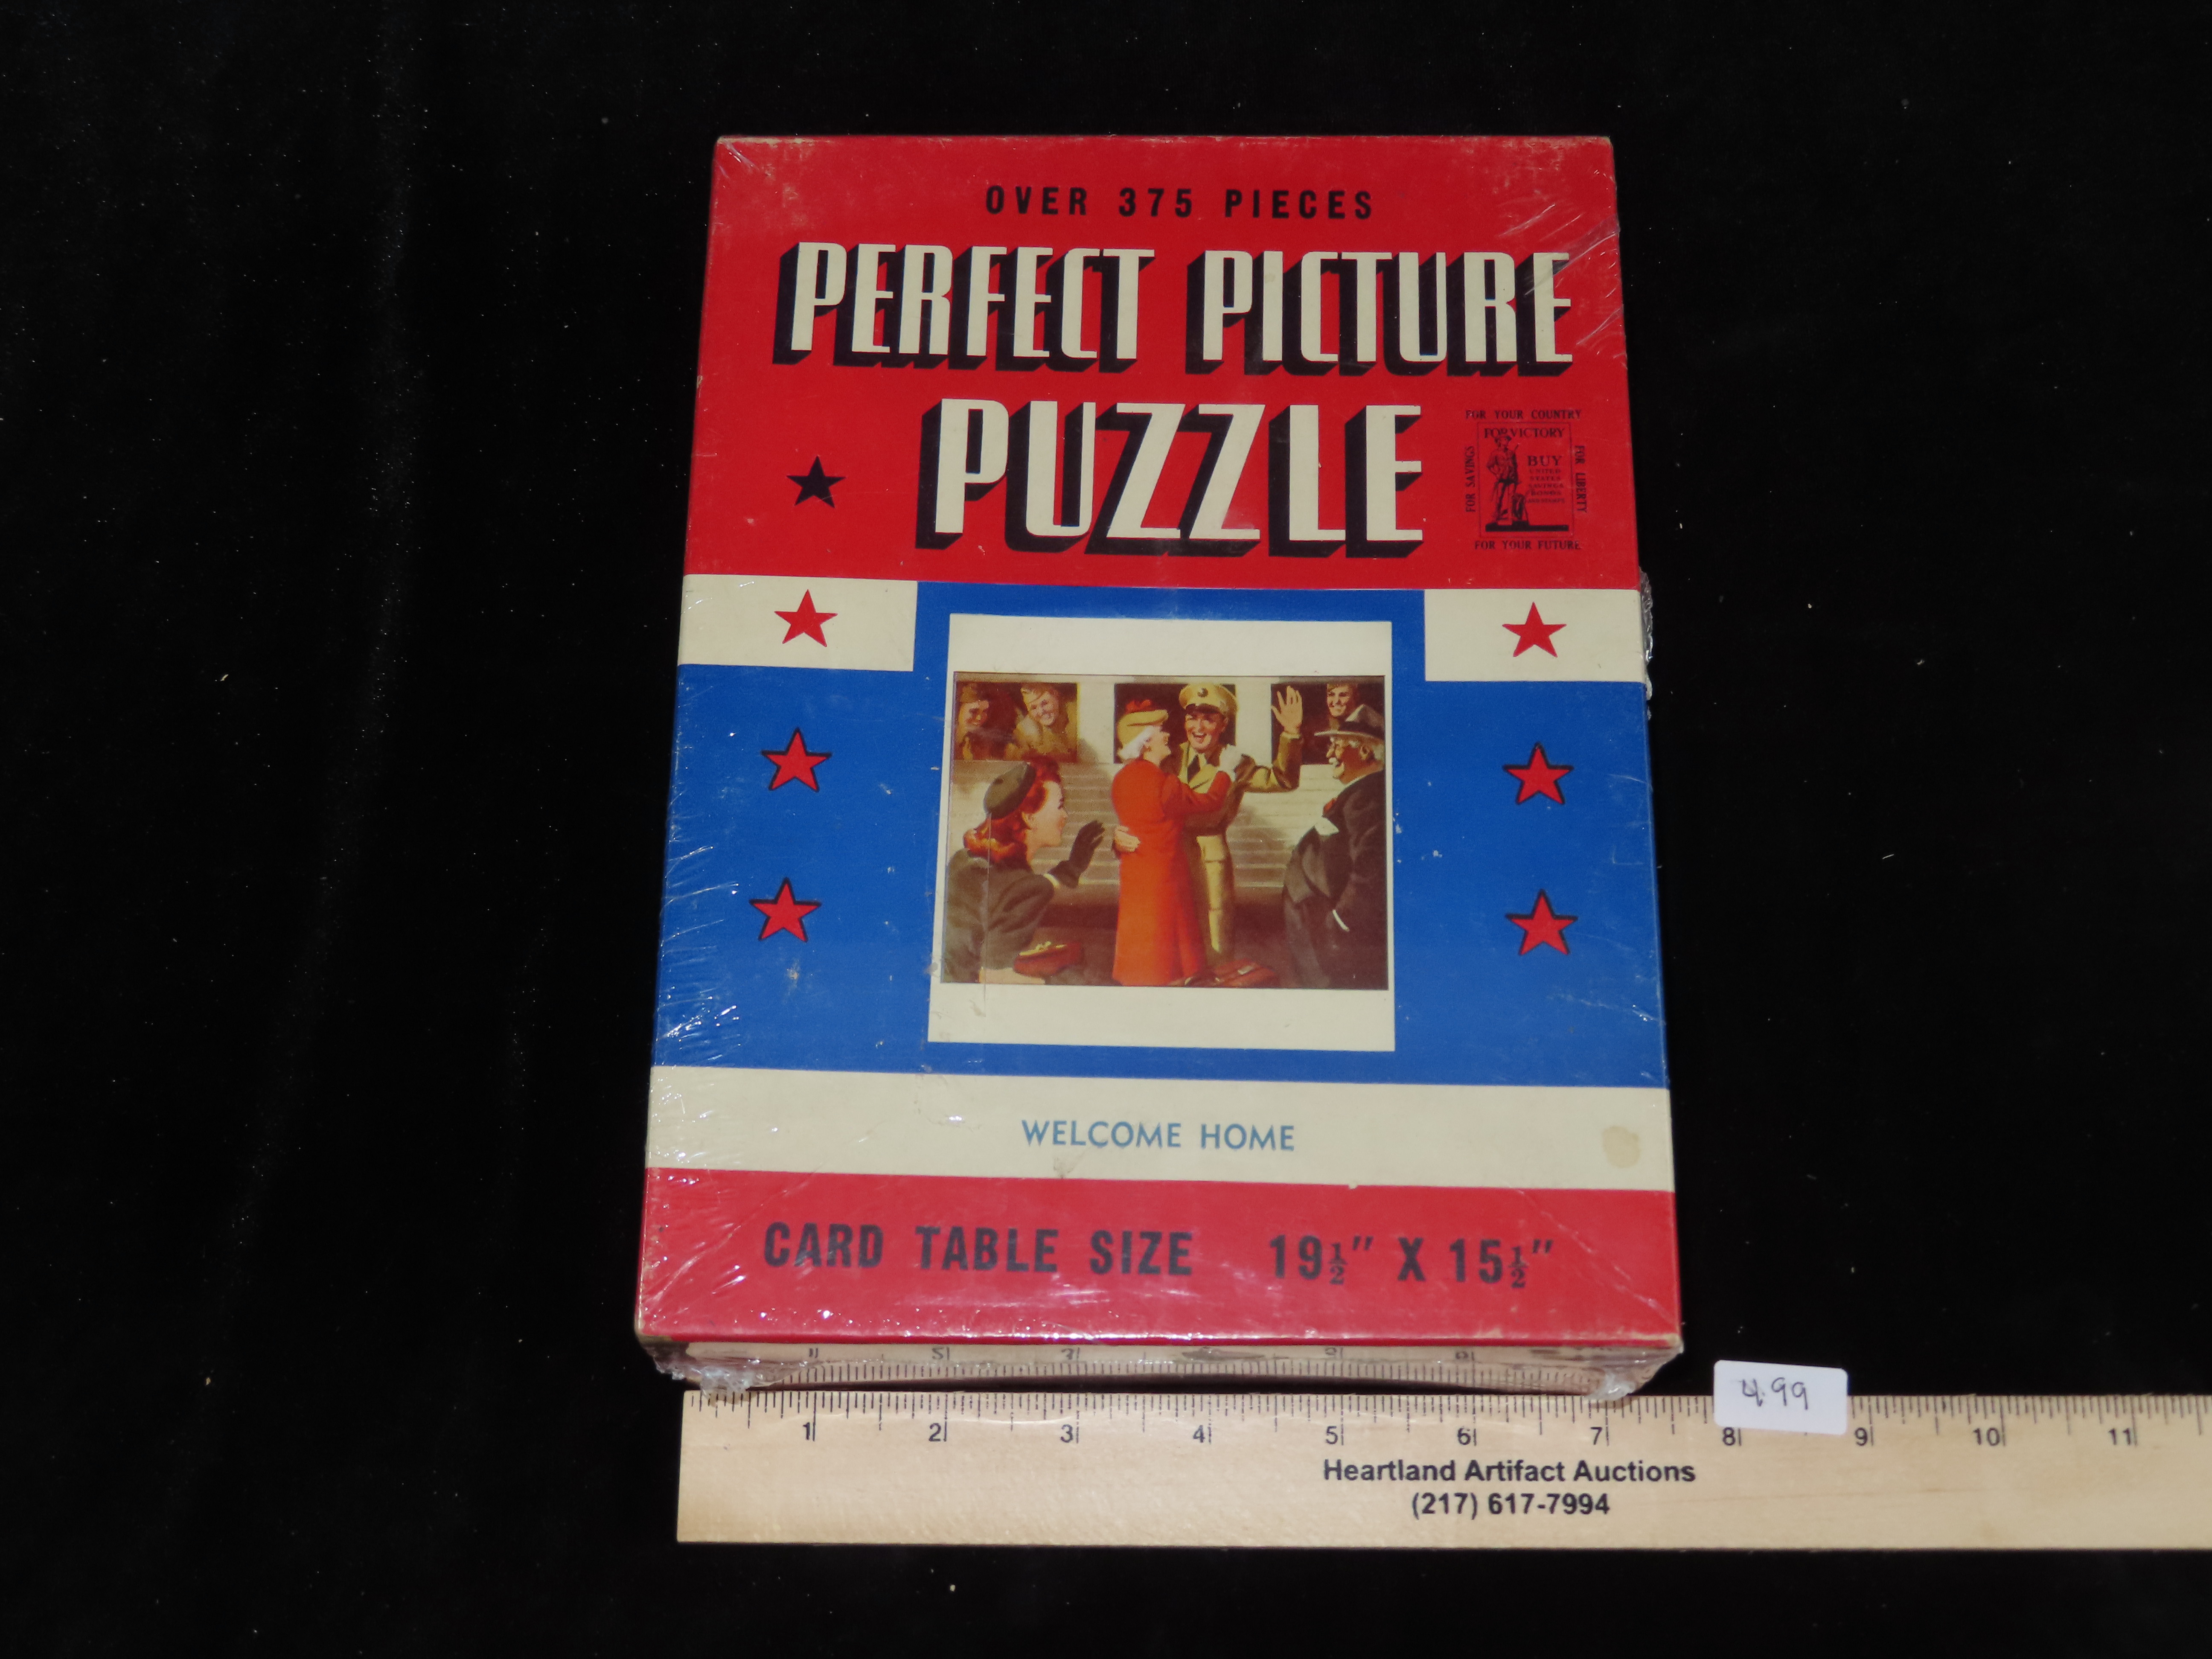 OVER 375 PIECES
PERFECT PICTURE
PUZZLE
FOR YOUR COUNTRY
FOR SAVINGS
FOR VICTORY
BUY
UNITED
STATES
FOR LIBERTY
FOR YOUR FUTURE
WELCOME HOME
CARD TABLE SIZE 19½" X 15½"
4.99
1 2 3 4 5 6 7 8 9 10 11
Heartland Artifact Auctions
(217) 617-7994